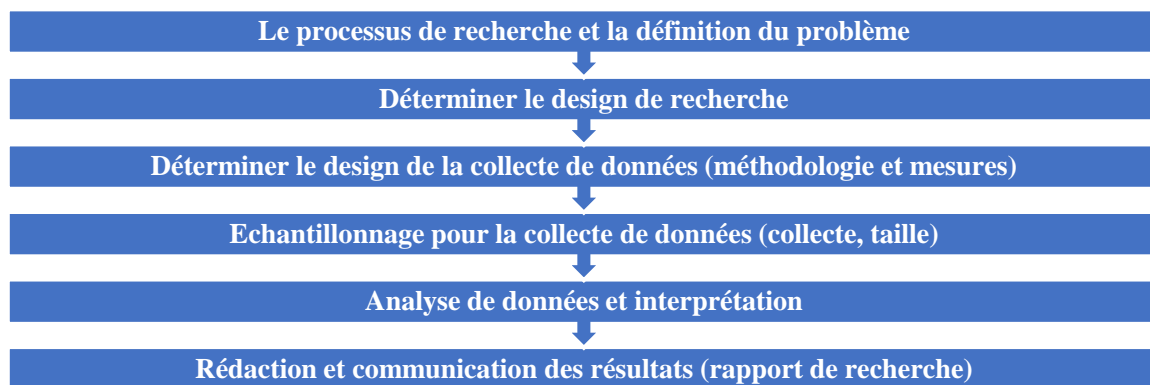 Le processus de recherche et la définition du problème
Déterminer le design de recherche
Déterminer le design de la collecte de données (méthodologie et mesures)
Echantillonnage pour la collecte de données (collecte, taille)
Analyse de données et interprétation
Rédaction et communication des résultats (rapport de recherche)